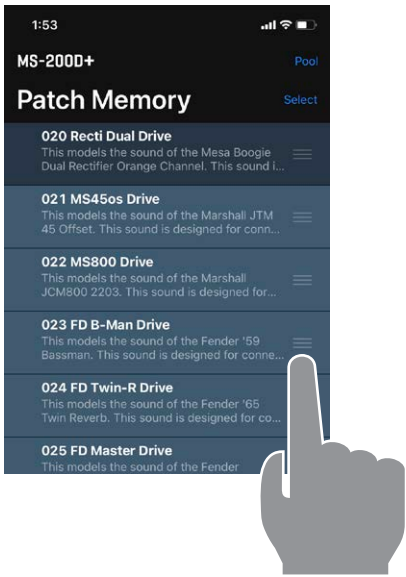 1:53
MS-200D+
Pool
Patch Memory
Select
020 Recti Dual Drive
This models the sound of the Mesa Boogie
Dual Rectifier Orange Channel. This sound i...
021 MS45os Drive
This models the sound of the Marshall JTM
45 Offset. This sound is designed for conn...
022 MS800 Drive
This models the sound of the Marshall
JCM800 2203. This sound is designed for...
023 FD B-Man Drive
This models the sound of the Fender '59
Bassman. This sound is designed for conne...
024 FD Twin-R Drive
This models the sound of the Fender '65
Twin Reverb. This sound is designed for co...
025 FD Master Drive
This models the sound of the Fender